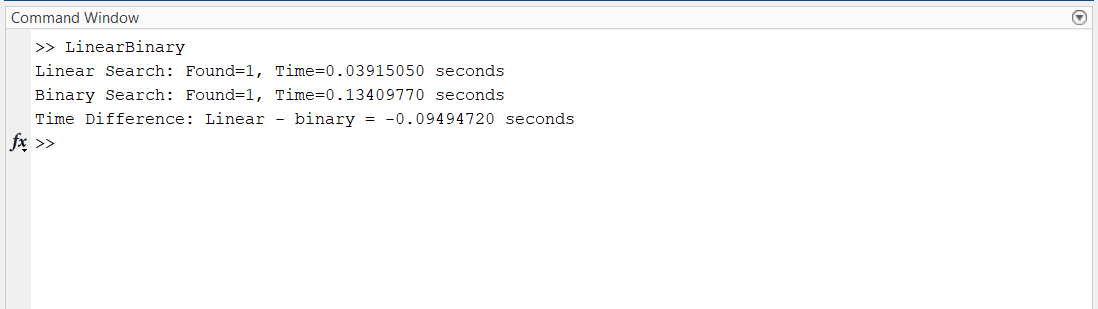 Command Window
>> LinearBinary
Linear Search: Found=1, Time=0.03915050 seconds
Binary Search: Found=1, Time=0.13409770 seconds
Time Difference: Linear - binary = -0.09494720 seconds
fx >>